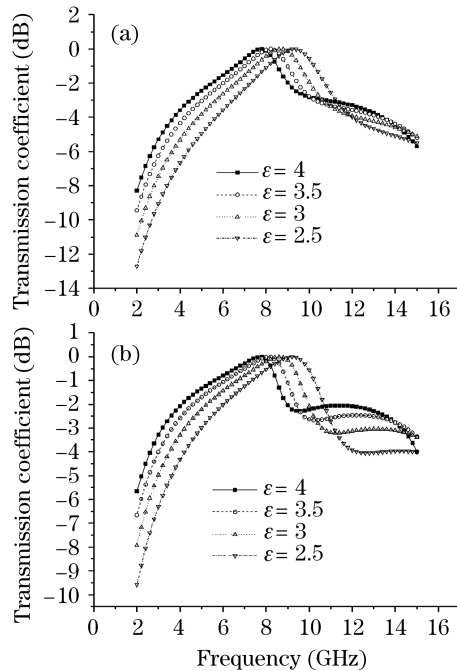 (a)
Transmission coefficient (dB)
2
0
−2
−4
−6
−8
−10
−12
−14
ε= 4
ε= 3.5
ε= 3
ε= 2.5
0 2 4 6 8 10 12 14 16
(b)
Transmission coefficient (dB)
1
0
−1
−2
−3
−4
−5
−6
−7
−8
−9
−10
ε= 4
ε= 3.5
ε= 3
ε= 2.5
0 2 4 6 8 10 12 14 16
Frequency (GHz)